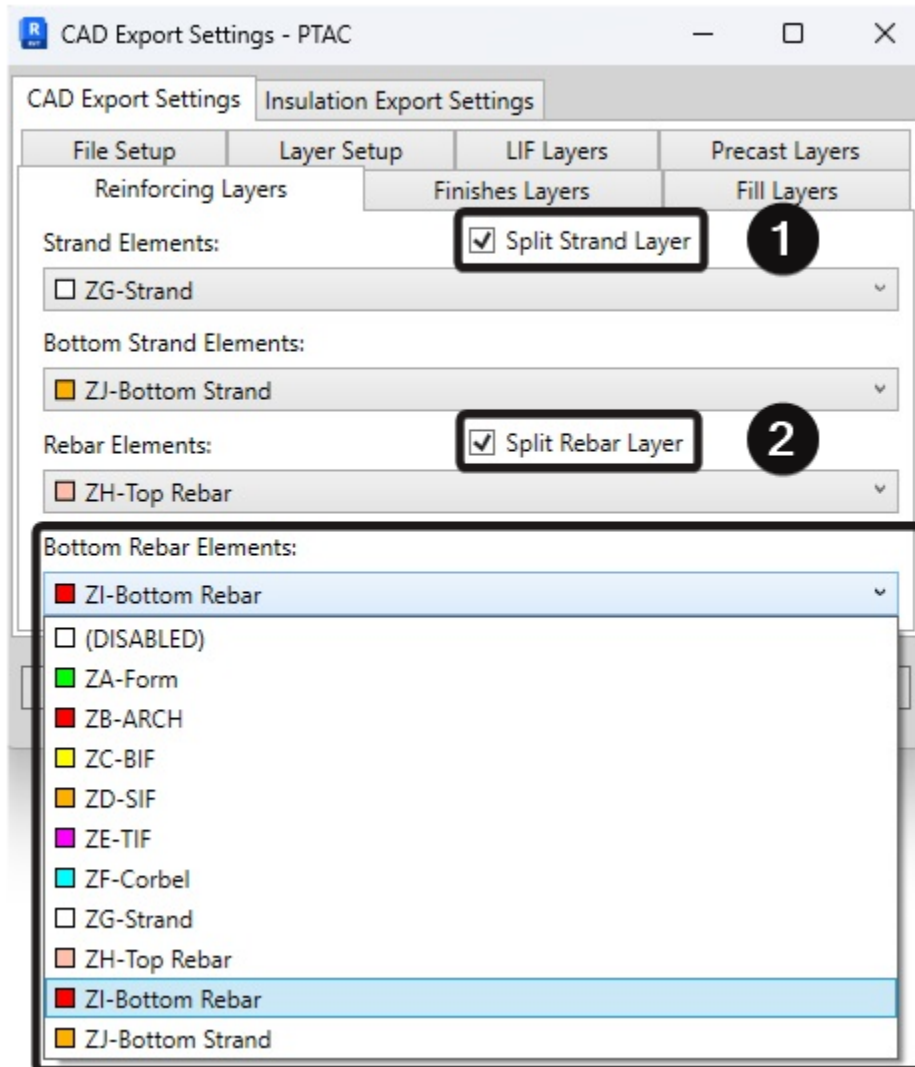 CAD Export Settings - PTAC
CAD Export Settings Insulation Export Settings
File Setup Layer Setup LIF Layers Precast Layers
Reinforcing Layers Finishes Layers Fill Layers
Strand Elements: Split Strand Layer 1
ZG-Strand
Bottom Strand Elements:
ZJ-Bottom Strand
Rebar Elements: Split Rebar Layer 2
ZH-Top Rebar
Bottom Rebar Elements:
ZI-Bottom Rebar
(DISABLED)
ZA-Form
ZB-ARCH
ZC-BIF
ZD-SIF
ZE-TIF
ZF-Corbel
ZG-Strand
ZH-Top Rebar
ZI-Bottom Rebar
ZJ-Bottom Strand